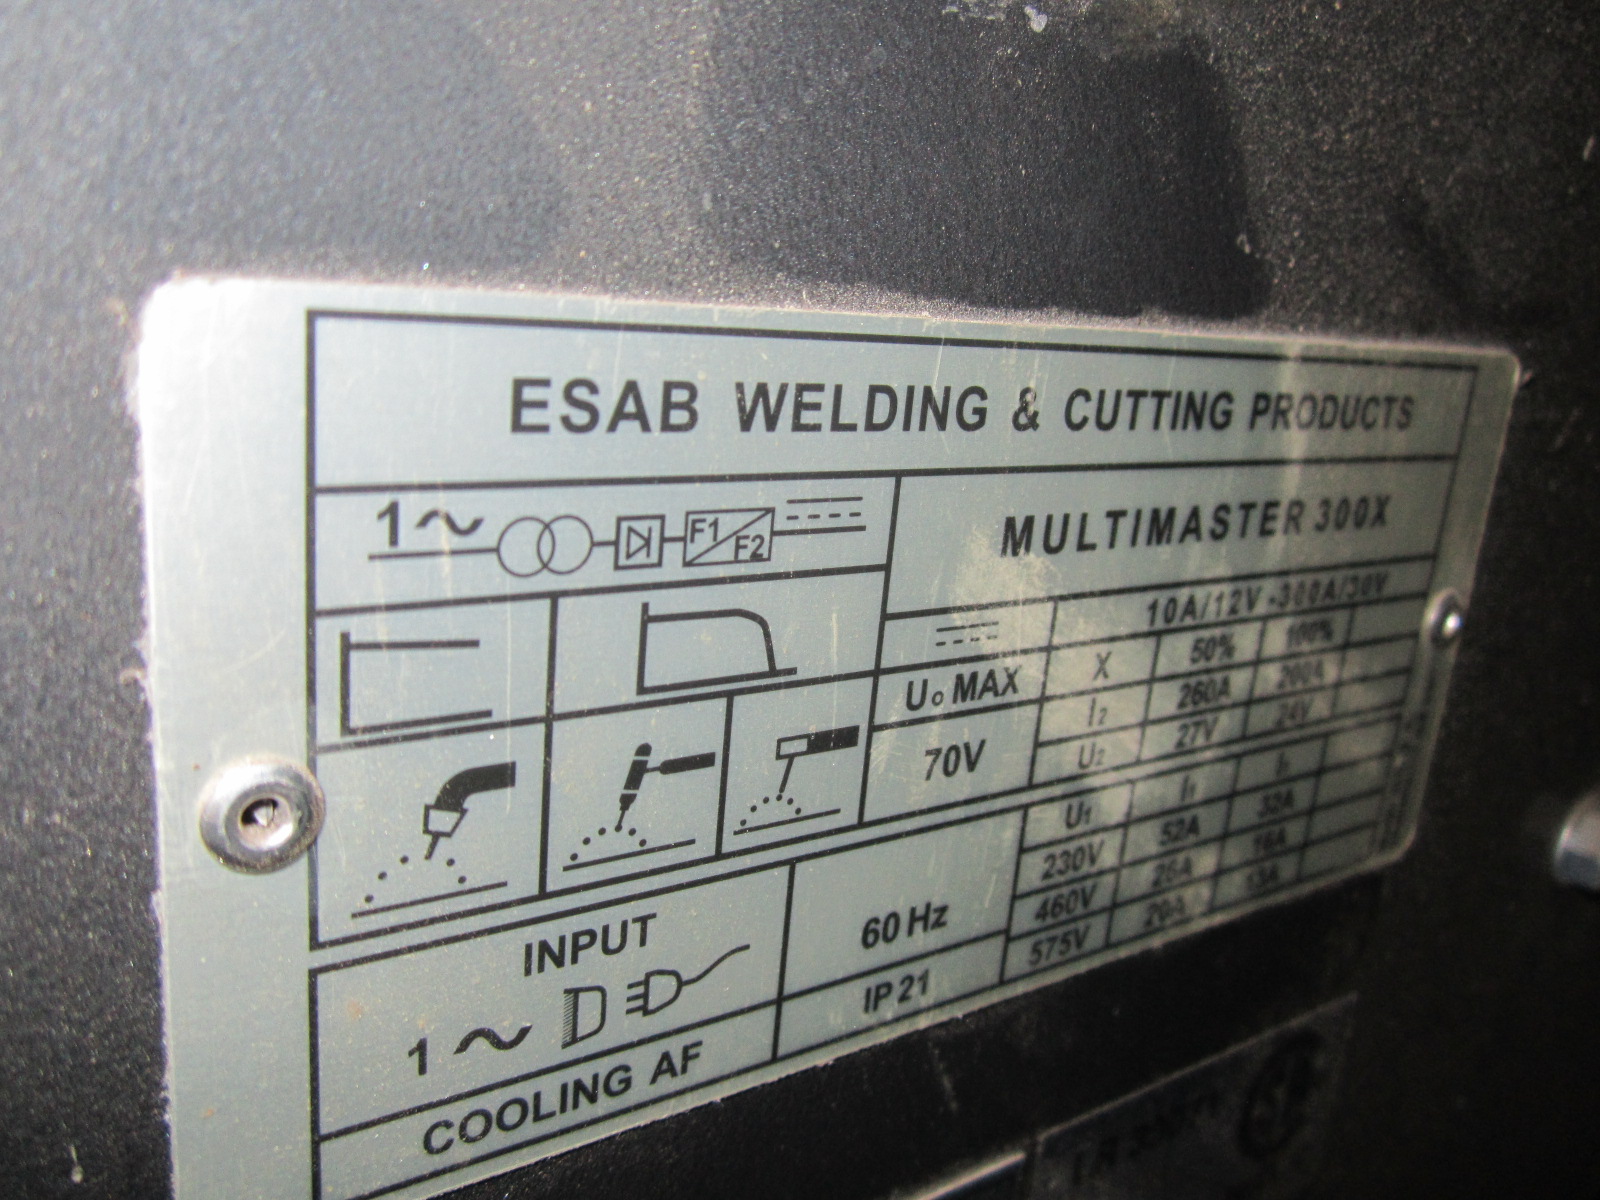 ESAB WELDING & CUTTING PRODUCTS
1~
F1
F2
MULTIMASTER 300X
10A/12V -300A/30V
X 50% 100%
U₀ MAX
I₂ 260A 200A
70V
U₂ 27V 24V
U₁ I₁ I₁
230V 52A 32A
460V 26A 16A
575V 20A 13A
INPUT
1~
60 Hz
IP 21
COOLING AF